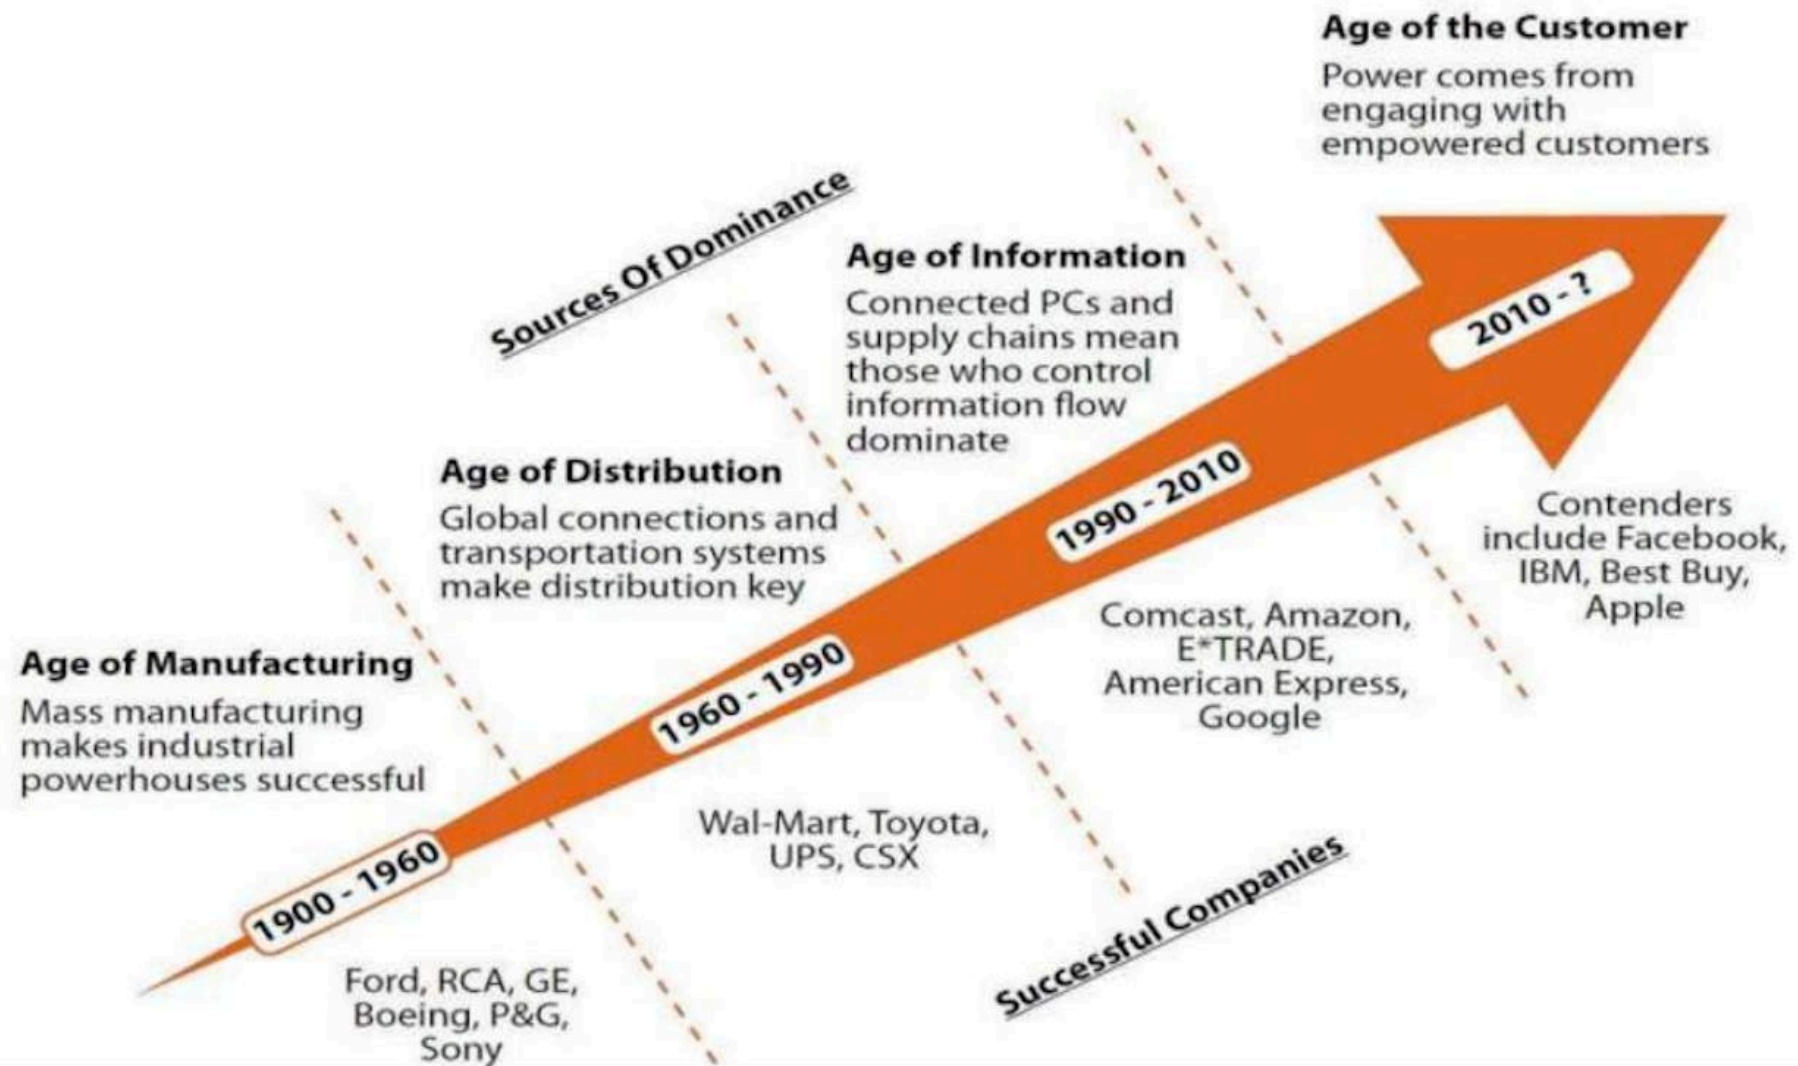 Age of the Customer
Power comes from
engaging with
empowered customers
Sources Of Dominance
Age of Information
Connected PCs and
supply chains mean
those who control
information flow
dominate
2010 - ?
Age of Distribution
Global connections and
transportation systems
make distribution key
1990 - 2010
Contenders
include Facebook,
IBM, Best Buy,
Apple
Age of Manufacturing
Mass manufacturing
makes industrial
powerhouses successful
1960 - 1990
Comcast, Amazon,
E*TRADE,
American Express,
Google
1900 - 1960
Wal-Mart, Toyota,
UPS, CSX
Successful Companies
Ford, RCA, GE,
Boeing, P&G,
Sony